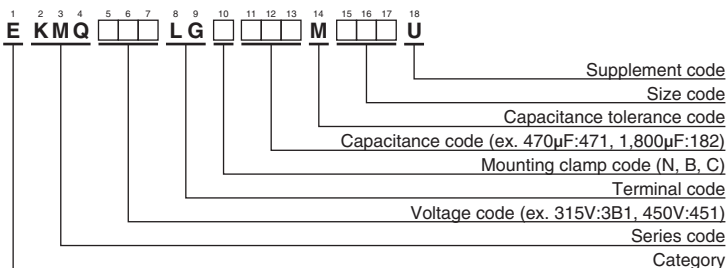 1 2 3 4 5 6 7 8 9 10 11 12 13 14 15 16 17 18
E KMQ □□□ LG □ □□□ M □□□ U
Supplement code
Size code
Capacitance tolerance code
Capacitance code (ex. 470µF:471, 1,800µF:182)
Mounting clamp code (N, B, C)
Terminal code
Voltage code (ex. 315V:3B1, 450V:451)
Series code
Category